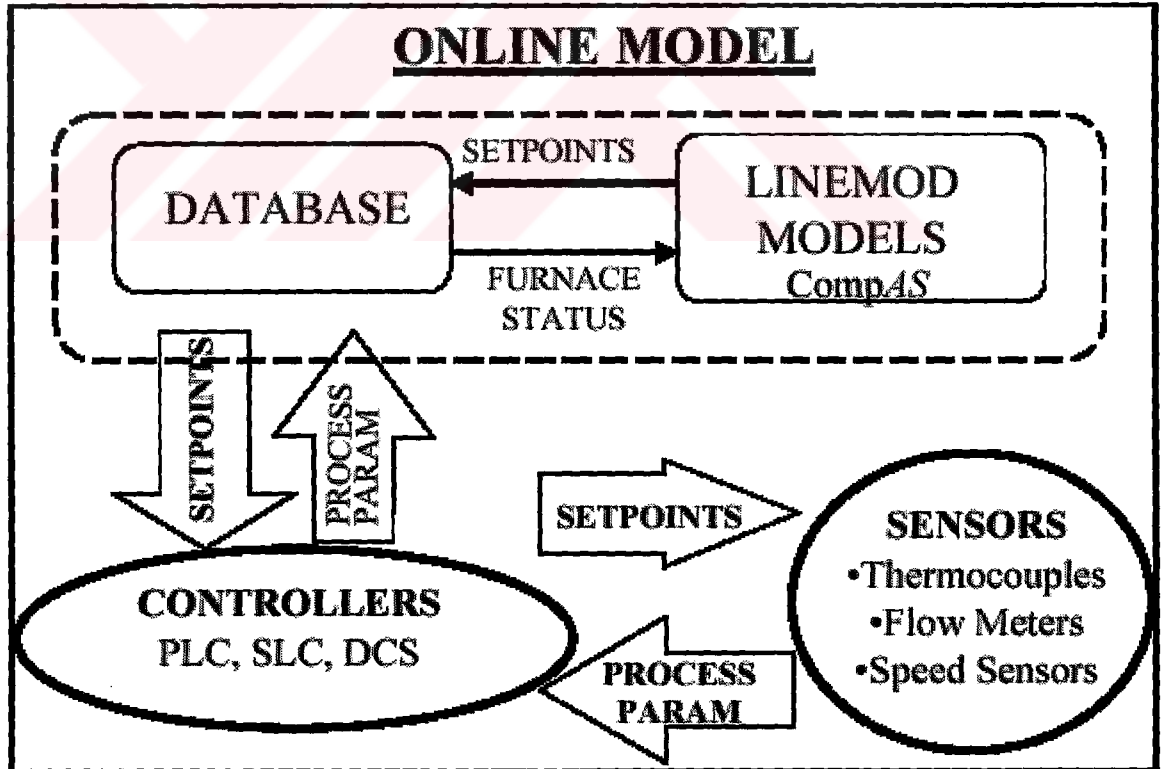 ONLINE MODEL
SETPOINTS
DATABASE
LINEMOD
MODELS
CompAS
FURNACE
STATUS
SETPOINTS
PROCESS
PARAM
SETPOINTS
SENSORS
•Thermocouples
•Flow Meters
•Speed Sensors
CONTROLLERS
PLC, SLC, DCS
PROCESS
PARAM